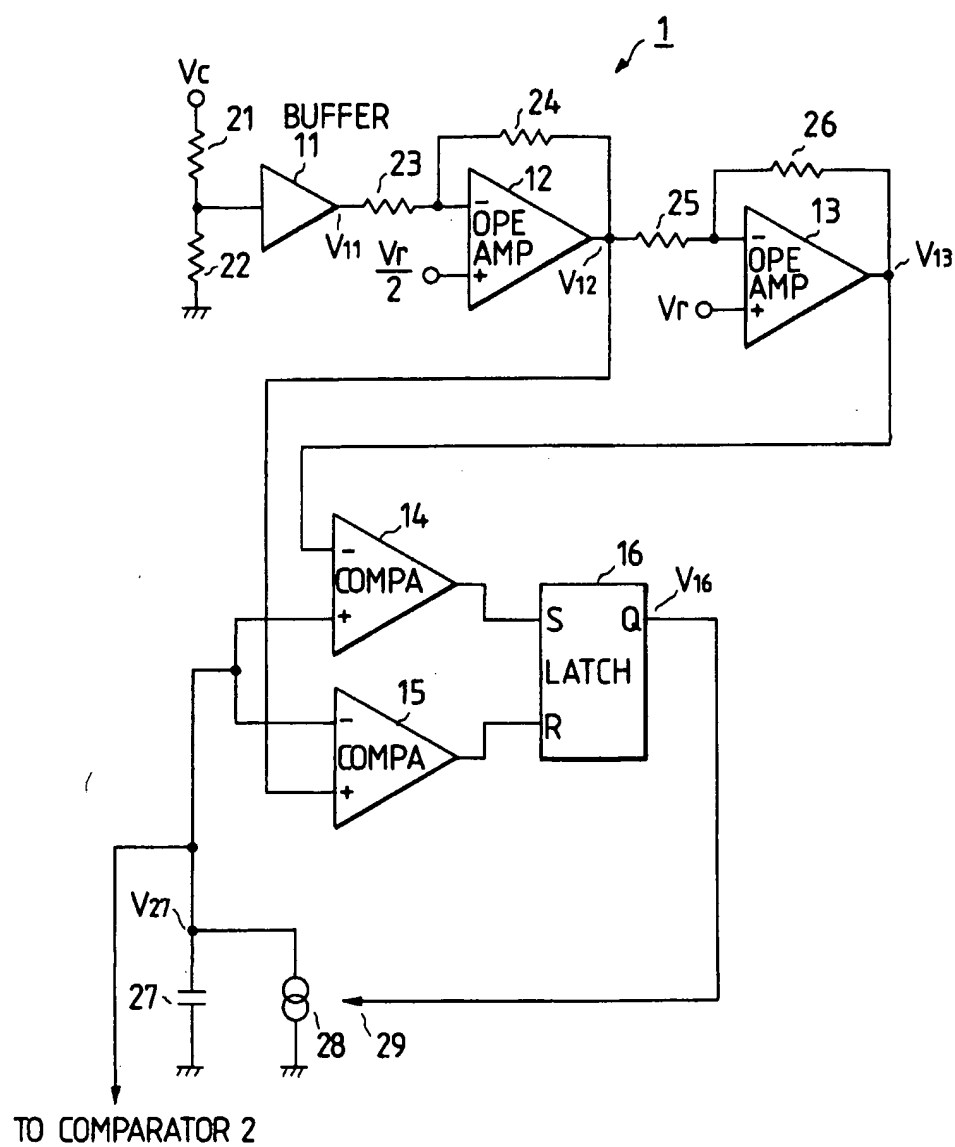 1
Vc
21
BUFFER
11
23
24
12
26
25
13
22
V11
Vr
2
−
OPE
AMP
+
V12
−
OPE
AMP
+
Vr
V13
14
−
COMPA
+
16
V16
S
Q
LATCH
R
15
−
COMPA
+
V27
27
28
29
TO COMPARATOR 2